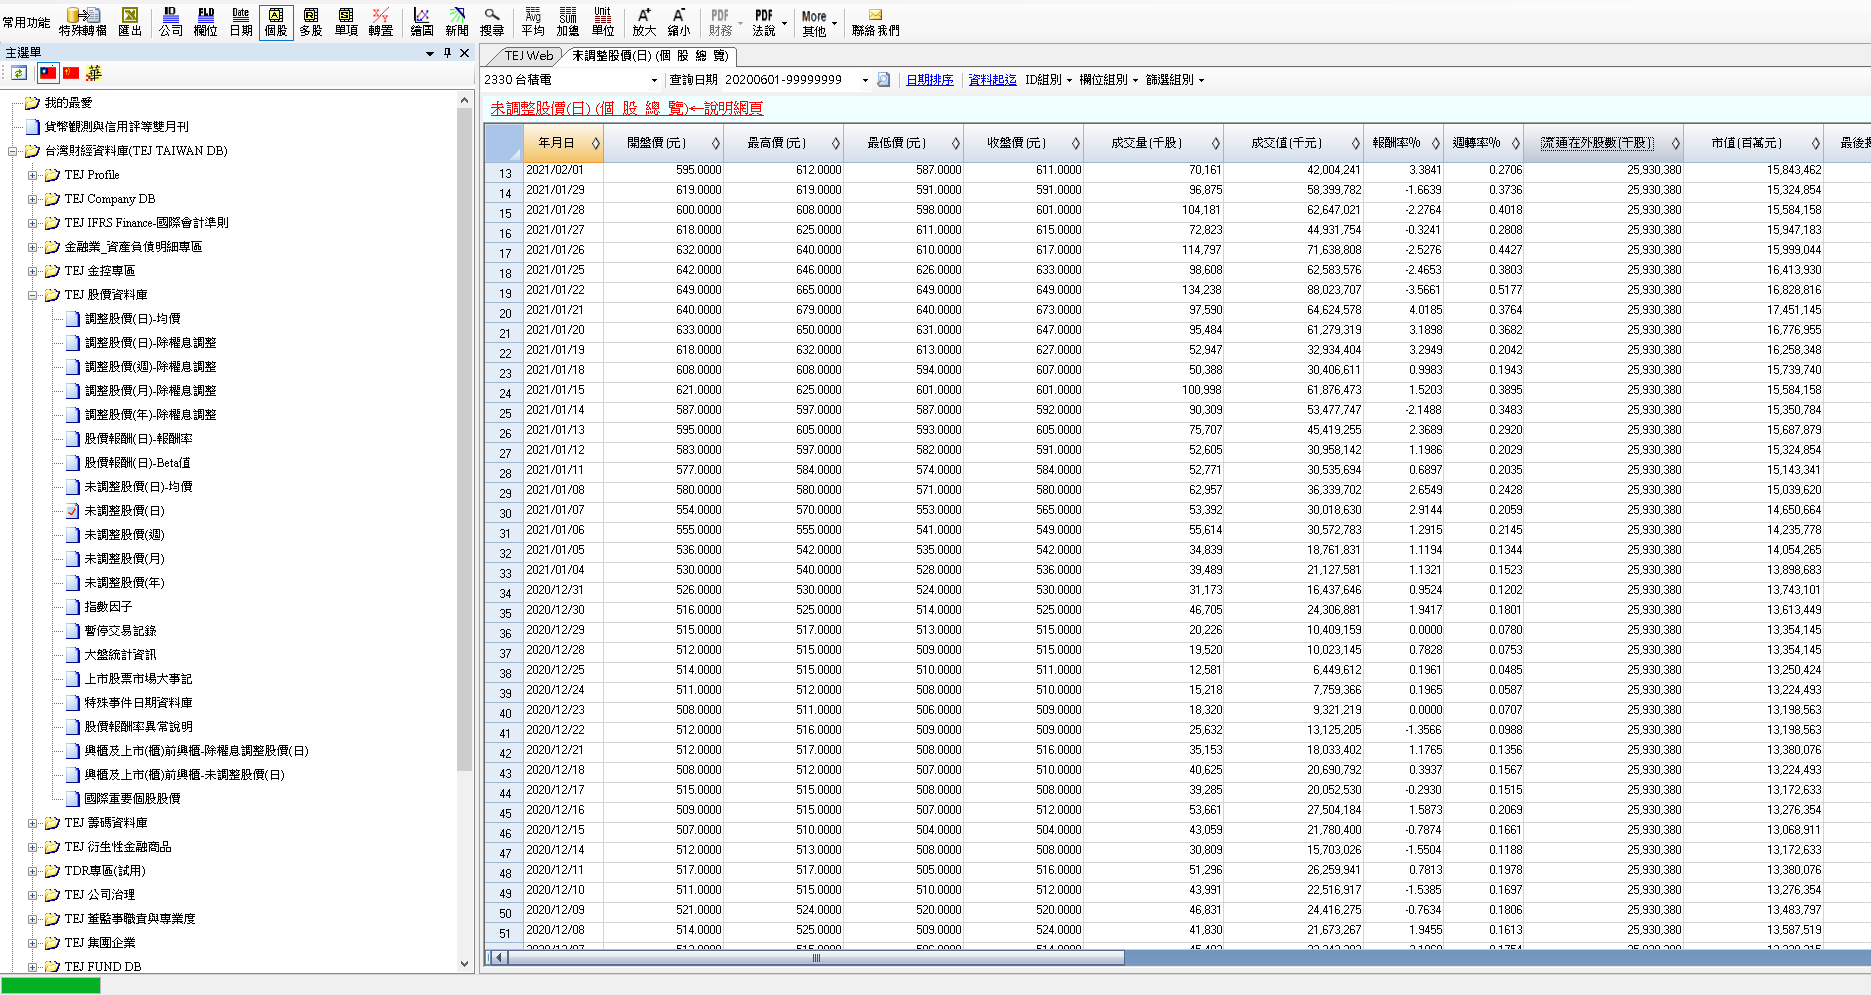 常用功能 特殊轉檔 匯出 公司 欄位 日期 個股 多股 單項 轉置 繪圖 新聞 搜尋 平均 加總 單位 放大 縮小 財務 法說 其他 聯絡我們
ID FLD Date Avg SUM Unit A A PDF PDF More
主選單
我的最愛
貨幣觀測與信用評等雙月刊
台灣財經資料庫(TEJ TAIWAN DB)
TEJ Profile
TEJ Company DB
TEJ IFRS Finance-國際會計準則
金融業_資產負債明細專區
TEJ 金控專區
TEJ 股價資料庫
調整股價(日)-均價
調整股價(日)-除權息調整
調整股價(週)-除權息調整
調整股價(月)-除權息調整
調整股價(年)-除權息調整
股價報酬(日)-報酬率
股價報酬(日)-Beta值
未調整股價(日)-均價
未調整股價(日)
未調整股價(週)
未調整股價(月)
未調整股價(年)
指數因子
暫停交易記錄
大盤統計資訊
上市股票市場大事記
特殊事件日期資料庫
股價報酬率異常說明
興櫃及上市(櫃)前興櫃-除權息調整股價(日)
興櫃及上市(櫃)前興櫃-未調整股價(日)
國際重要個股股價
TEJ 籌碼資料庫
TEJ 衍生性金融商品
TDR專區(試用)
TEJ 公司治理
TEJ 董監事職責與專業度
TEJ 集團企業
TEJ FUND DB
TEJ Web 未調整股價(日) (個 股 總 覽)
2330 台積電 查詢日期 20200601-99999999 日期排序 資料起迄 ID組別 欄位組別 篩選組別
未調整股價(日) (個 股 總 覽)←說明網頁
年月日 開盤價(元) 最高價(元) 最低價(元) 收盤價(元) 成交量(千股) 成交值(千元) 報酬率% 週轉率% 流通在外股數(千股) 市值(百萬元)
13 2021/02/01 595.0000 612.0000 587.0000 611.0000 70,161 42,004,241 3.3841 0.2706 25,930,380 15,843,462
14 2021/01/29 619.0000 619.0000 591.0000 591.0000 96,875 58,399,782 -1.6639 0.3736 25,930,380 15,324,854
15 2021/01/28 600.0000 608.0000 598.0000 601.0000 104,181 62,647,021 -2.2764 0.4018 25,930,380 15,584,158
16 2021/01/27 618.0000 625.0000 611.0000 615.0000 72,823 44,931,754 -0.3241 0.2808 25,930,380 15,947,183
17 2021/01/26 632.0000 640.0000 610.0000 617.0000 114,797 71,638,808 -2.5276 0.4427 25,930,380 15,999,044
18 2021/01/25 642.0000 646.0000 626.0000 633.0000 98,608 62,583,576 -2.4653 0.3803 25,930,380 16,413,930
19 2021/01/22 649.0000 665.0000 649.0000 649.0000 134,238 88,023,707 -3.5661 0.5177 25,930,380 16,828,816
20 2021/01/21 640.0000 679.0000 640.0000 673.0000 97,590 64,624,578 4.0185 0.3764 25,930,380 17,451,145
21 2021/01/20 633.0000 650.0000 631.0000 647.0000 95,484 61,279,319 3.1898 0.3682 25,930,380 16,776,955
22 2021/01/19 618.0000 632.0000 613.0000 627.0000 52,947 32,934,404 3.2949 0.2042 25,930,380 16,258,348
23 2021/01/18 608.0000 608.0000 594.0000 607.0000 50,388 30,406,611 0.9983 0.1943 25,930,380 15,739,740
24 2021/01/15 621.0000 625.0000 601.0000 601.0000 100,998 61,876,473 1.5203 0.3895 25,930,380 15,584,158
25 2021/01/14 587.0000 597.0000 587.0000 592.0000 90,309 53,477,747 -2.1488 0.3483 25,930,380 15,350,784
26 2021/01/13 595.0000 605.0000 593.0000 605.0000 75,707 45,419,255 2.3689 0.2920 25,930,380 15,687,879
27 2021/01/12 583.0000 597.0000 582.0000 591.0000 52,605 30,958,142 1.1986 0.2029 25,930,380 15,324,854
28 2021/01/11 577.0000 584.0000 574.0000 584.0000 52,771 30,535,694 0.6897 0.2035 25,930,380 15,143,341
29 2021/01/08 580.0000 580.0000 571.0000 580.0000 62,957 36,339,702 2.6549 0.2428 25,930,380 15,039,620
30 2021/01/07 554.0000 570.0000 553.0000 565.0000 53,392 30,018,630 2.9144 0.2059 25,930,380 14,650,664
31 2021/01/06 555.0000 555.0000 541.0000 549.0000 55,614 30,572,783 1.2915 0.2145 25,930,380 14,235,778
32 2021/01/05 536.0000 542.0000 535.0000 542.0000 34,839 18,761,831 1.1194 0.1344 25,930,380 14,054,265
33 2021/01/04 530.0000 540.0000 528.0000 536.0000 39,489 21,127,581 1.1321 0.1523 25,930,380 13,898,683
34 2020/12/31 526.0000 530.0000 524.0000 530.0000 31,173 16,437,646 0.9524 0.1202 25,930,380 13,743,101
35 2020/12/30 516.0000 525.0000 514.0000 525.0000 46,705 24,306,881 1.9417 0.1801 25,930,380 13,613,449
36 2020/12/29 515.0000 517.0000 513.0000 515.0000 20,226 10,409,159 0.0000 0.0780 25,930,380 13,354,145
37 2020/12/28 512.0000 515.0000 509.0000 515.0000 19,520 10,023,145 0.7828 0.0753 25,930,380 13,354,145
38 2020/12/25 514.0000 515.0000 510.0000 511.0000 12,581 6,449,612 0.1961 0.0485 25,930,380 13,250,424
39 2020/12/24 511.0000 512.0000 508.0000 510.0000 15,218 7,759,366 0.1965 0.0587 25,930,380 13,224,493
40 2020/12/23 508.0000 511.0000 506.0000 509.0000 18,320 9,321,219 0.0000 0.0707 25,930,380 13,198,563
41 2020/12/22 512.0000 516.0000 509.0000 509.0000 25,632 13,125,205 -1.3566 0.0988 25,930,380 13,198,563
42 2020/12/21 512.0000 517.0000 508.0000 516.0000 35,153 18,033,402 1.1765 0.1356 25,930,380 13,380,076
43 2020/12/18 508.0000 512.0000 507.0000 510.0000 40,625 20,690,792 0.3937 0.1567 25,930,380 13,224,493
44 2020/12/17 515.0000 515.0000 508.0000 508.0000 39,285 20,052,530 -0.2930 0.1515 25,930,380 13,172,633
45 2020/12/16 509.0000 515.0000 507.0000 512.0000 53,661 27,504,184 1.5873 0.2069 25,930,380 13,276,354
46 2020/12/15 507.0000 510.0000 504.0000 504.0000 43,059 21,780,400 -0.7874 0.1661 25,930,380 13,068,911
47 2020/12/14 512.0000 513.0000 508.0000 508.0000 30,809 15,703,026 -1.5504 0.1188 25,930,380 13,172,633
48 2020/12/11 517.0000 517.0000 505.0000 516.0000 51,296 26,259,941 0.7813 0.1978 25,930,380 13,380,076
49 2020/12/10 511.0000 515.0000 510.0000 512.0000 43,991 22,516,917 -1.5385 0.1697 25,930,380 13,276,354
50 2020/12/09 521.0000 524.0000 520.0000 520.0000 46,831 24,416,275 -0.7634 0.1806 25,930,380 13,483,797
51 2020/12/08 514.0000 525.0000 509.0000 524.0000 41,830 21,673,267 1.9455 0.1613 25,930,380 13,587,519